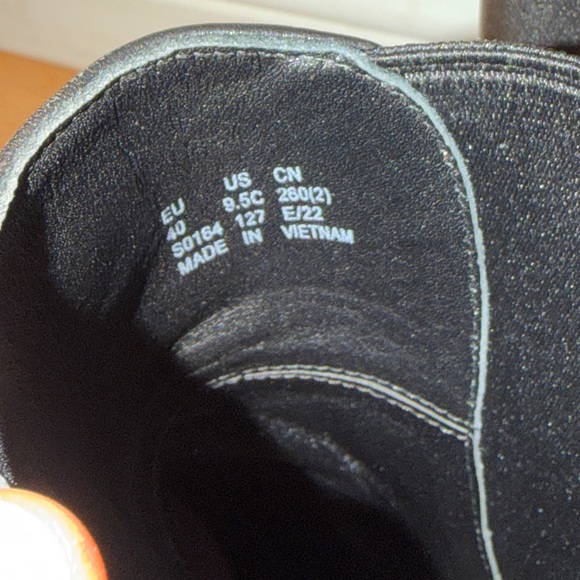 EU US CN
40 9.5C 260(2)
S0164 127 E/22
MADE IN VIETNAM